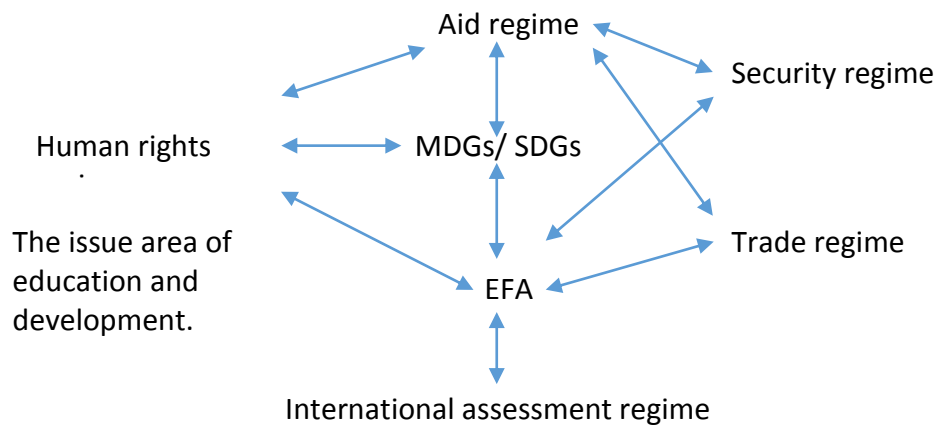 Aid regime
Security regime
Human rights
MDGs/ SDGs
.
The issue area of
education and
development.
Trade regime
EFA
International assessment regime